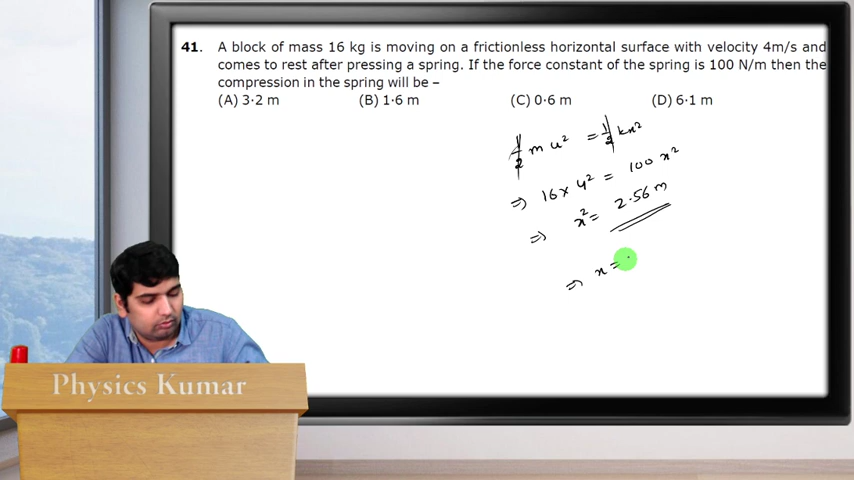 41. A block of mass 16 kg is moving on a frictionless horizontal surface with velocity 4m/s and
comes to rest after pressing a spring. If the force constant of the spring is 100 N/m then the
compression in the spring will be –
(A) 3·2 m (B) 1·6 m (C) 0·6 m (D) 6·1 m
1/2 m u² = 1/2 kx²
⇒ 16 x 4² = 100 x²
⇒ x² = 2.56 m
⇒ x =
Physics Kumar